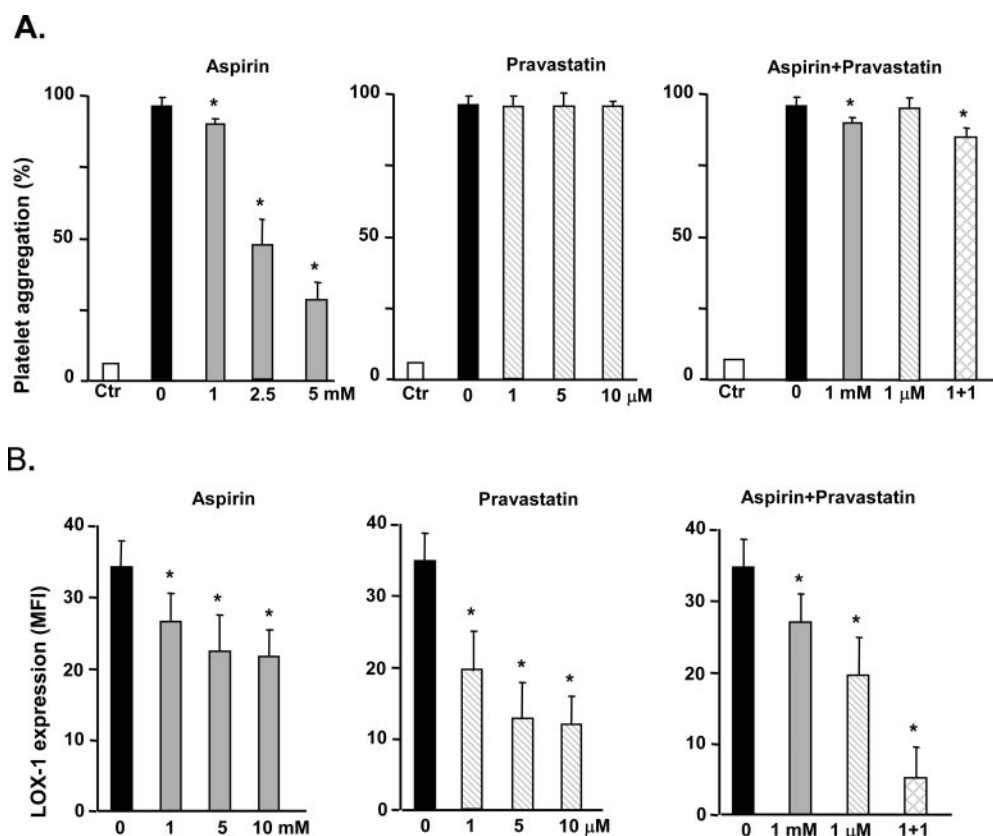 A.
Aspirin
Pravastatin
Aspirin+Pravastatin
Platelet aggregation (%)
100
50
0
*
*
*
Ctr 0 1 2.5 5 mM
100
50
0
Ctr 0 1 5 10 μM
100
50
0
*
*
Ctr 0 1 mM 1 μM 1+1
B.
Aspirin
Pravastatin
Aspirin+Pravastatin
LOX-1 expression (MFI)
40
30
20
10
0
*
*
*
0 1 5 10 mM
40
30
20
10
0
*
*
*
0 1 5 10 μM
40
30
20
10
0
*
*
*
0 1 mM 1 μM 1+1